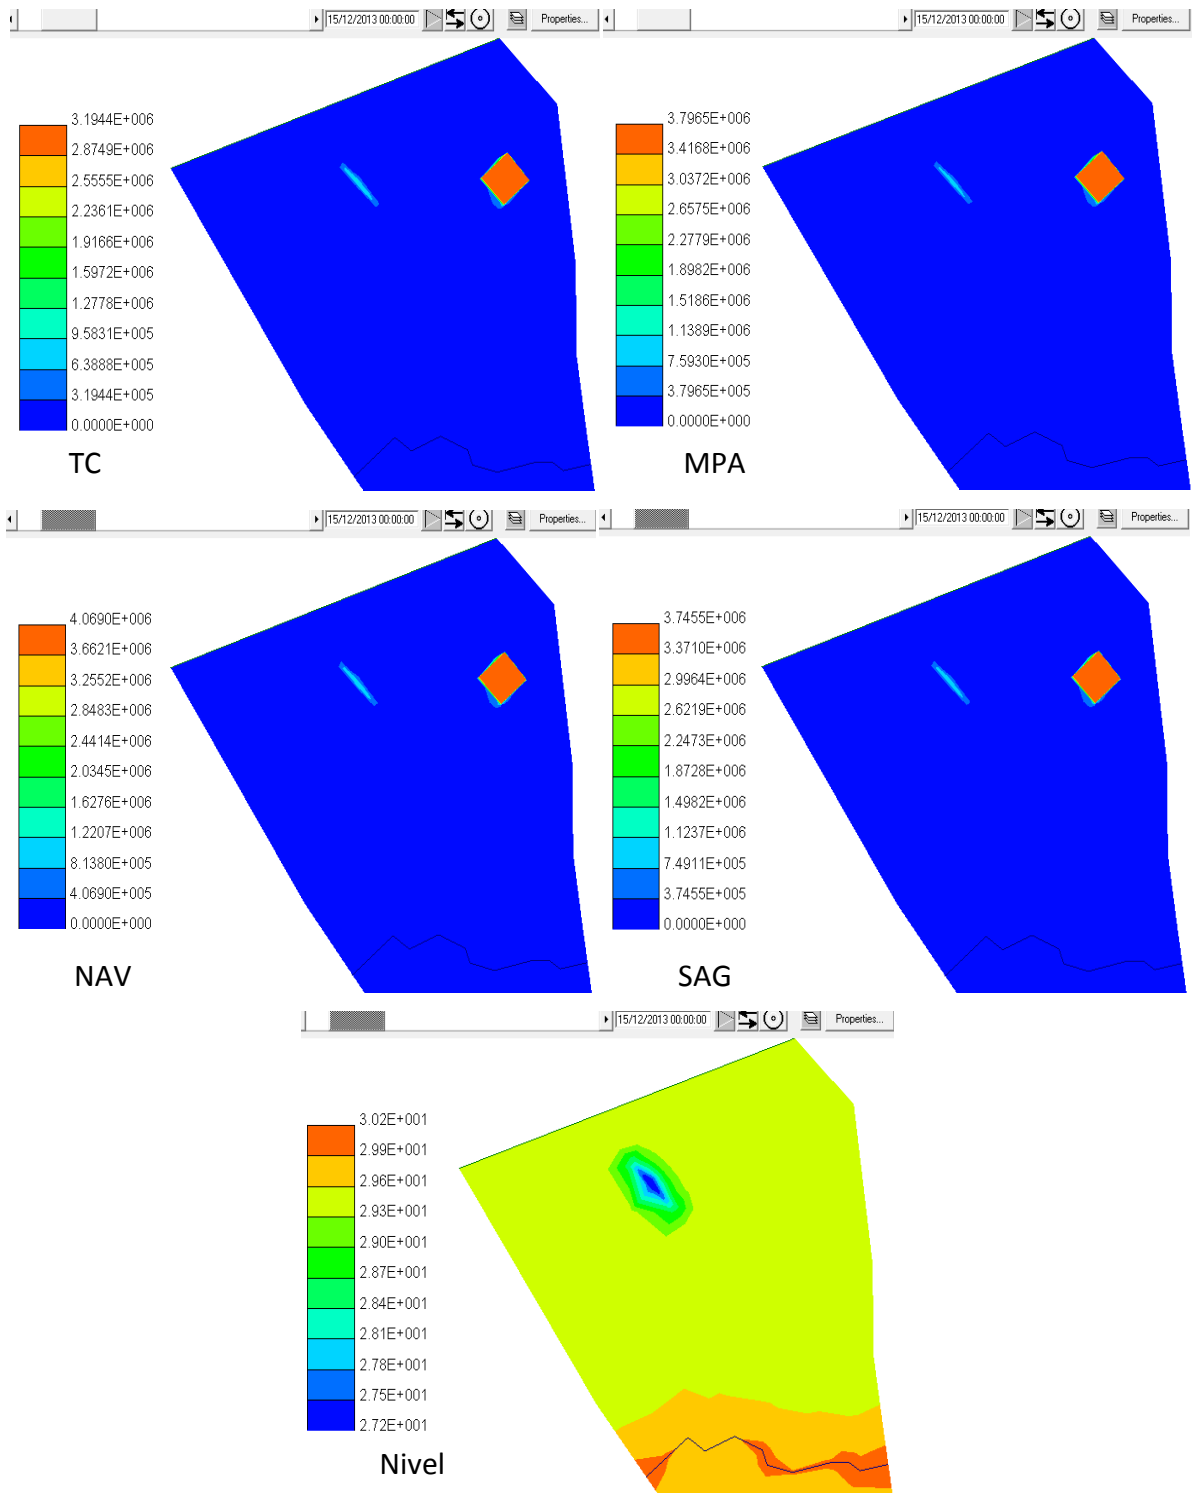 15/12/2013 00:00:00 Properties...
15/12/2013 00:00:00 Properties...
3.1944E+006
2.8749E+006
2.5555E+006
2.2361E+006
1.9166E+006
1.5972E+006
1.2778E+006
9.5831E+005
6.3888E+005
3.1944E+005
0.0000E+000
TC
3.7965E+006
3.4168E+006
3.0372E+006
2.6575E+006
2.2779E+006
1.8982E+006
1.5186E+006
1.1389E+006
7.5930E+005
3.7965E+005
0.0000E+000
MPA
15/12/2013 00:00:00 Properties...
15/12/2013 00:00:00 Properties...
4.0690E+006
3.6621E+006
3.2552E+006
2.8483E+006
2.4414E+006
2.0345E+006
1.6276E+006
1.2207E+006
8.1380E+005
4.0690E+005
0.0000E+000
NAV
3.7455E+006
3.3710E+006
2.9964E+006
2.6219E+006
2.2473E+006
1.8728E+006
1.4982E+006
1.1237E+006
7.4911E+005
3.7455E+005
0.0000E+000
SAG
15/12/2013 00:00:00 Properties...
3.02E+001
2.99E+001
2.96E+001
2.93E+001
2.90E+001
2.87E+001
2.84E+001
2.81E+001
2.78E+001
2.75E+001
2.72E+001
Nivel